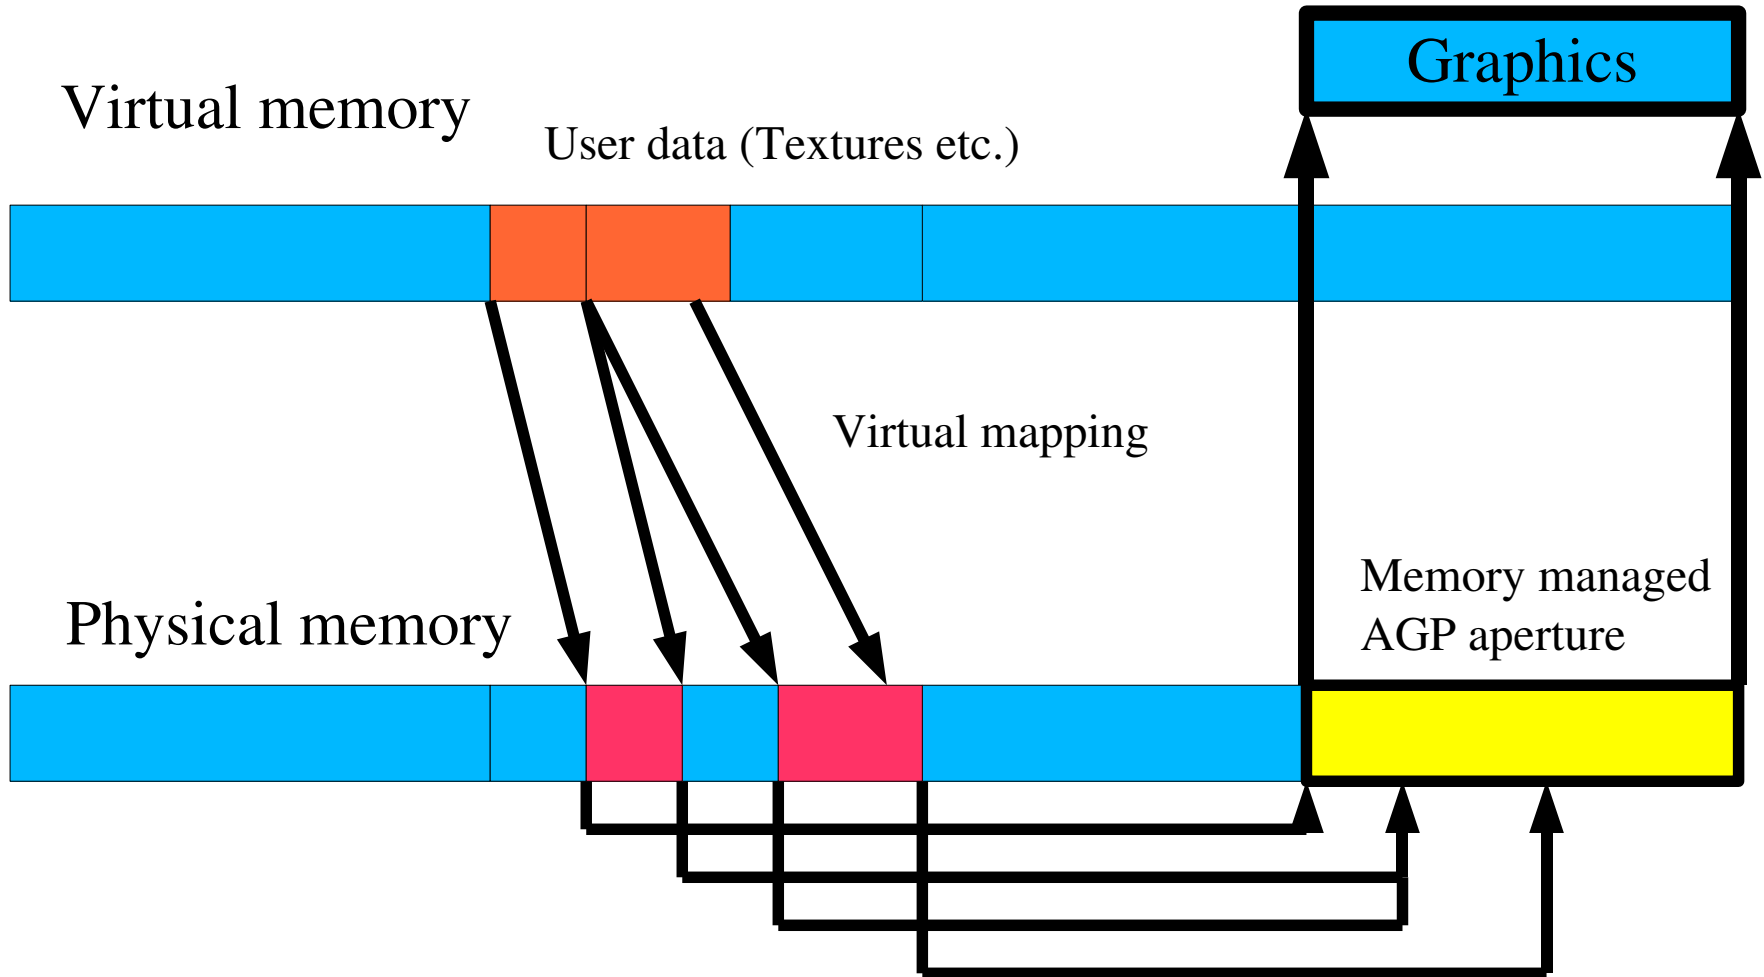 Graphics
Virtual memory
User data (Textures etc.)
Virtual mapping
Memory managed
AGP aperture
Physical memory